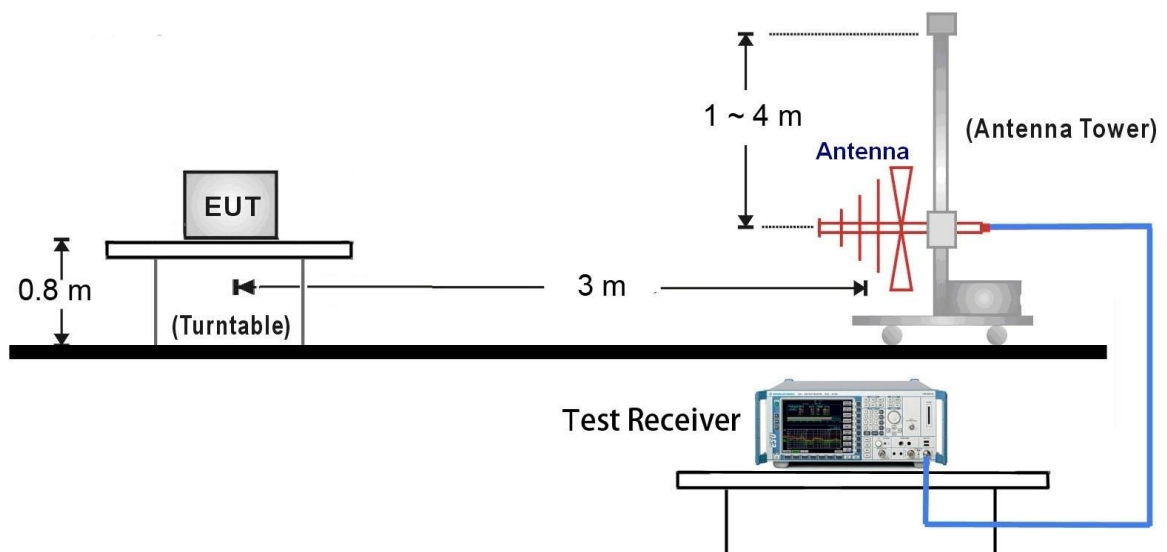 1 ~ 4 m
(Antenna Tower)
Antenna
EUT
0.8 m
3 m
(Turntable)
Test Receiver